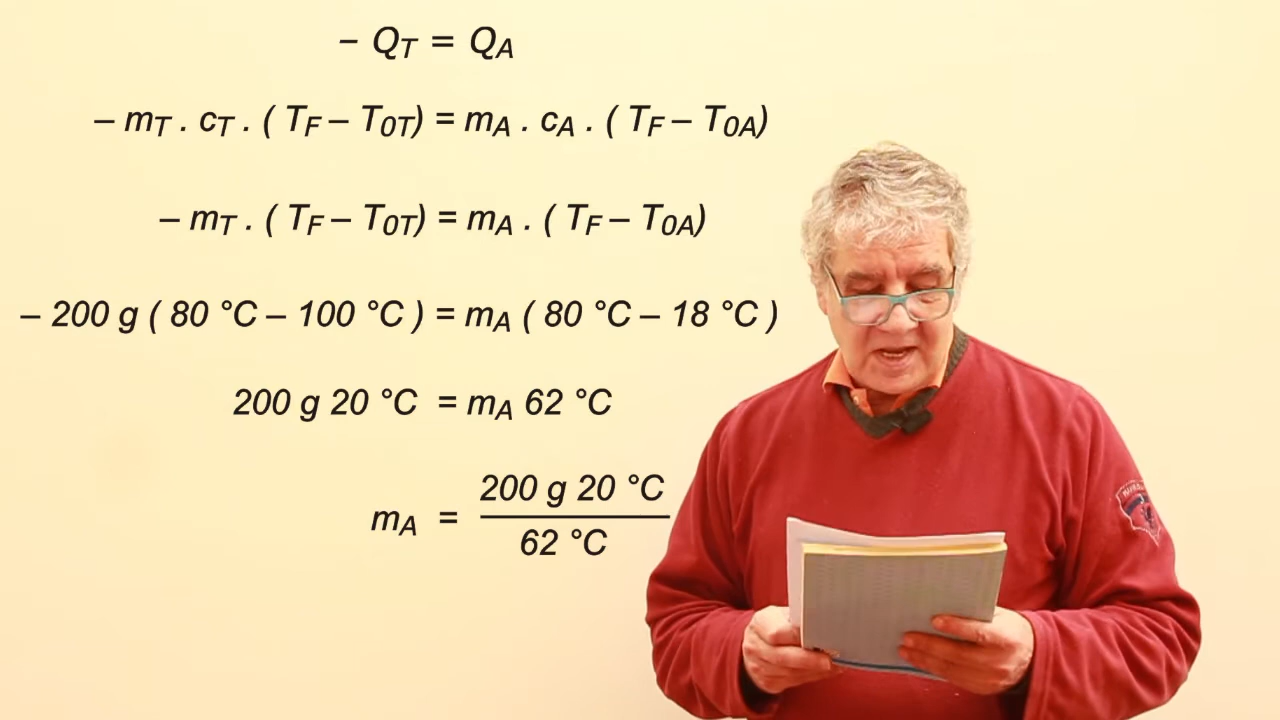 – Q_T = Q_A
– m_T . c_T . ( T_F – T_0T) = m_A . c_A . ( T_F – T_0A)
– m_T . ( T_F – T_0T) = m_A . ( T_F – T_0A)
– 200 g ( 80 °C – 100 °C ) = m_A ( 80 °C – 18 °C )
200 g 20 °C = m_A 62 °C
m_A = 200 g 20 °C / 62 °C